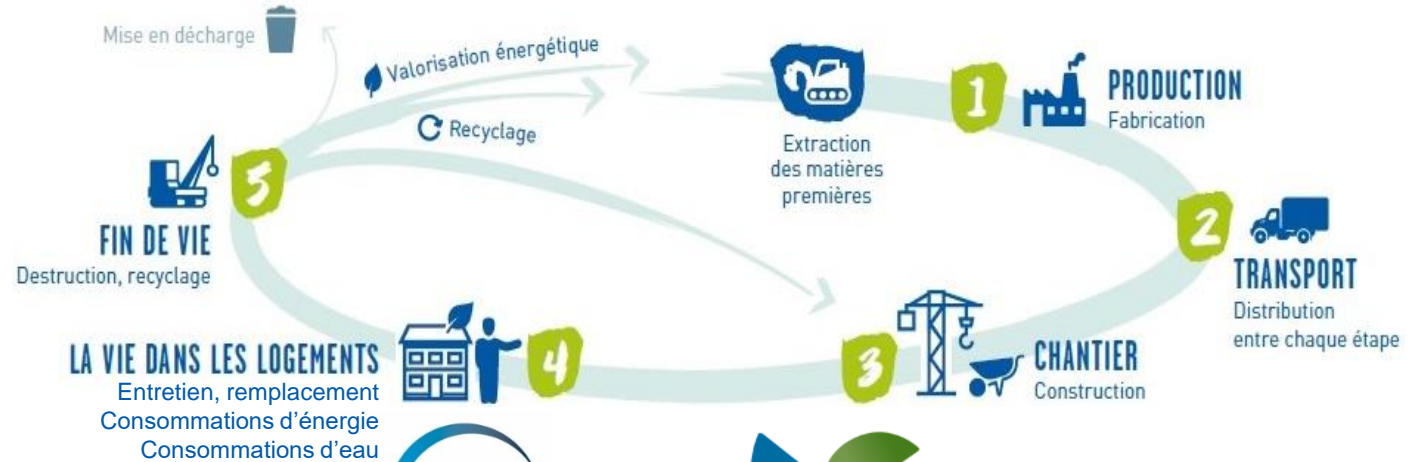 Mise en décharge
Valorisation énergétique
Recyclage
Extraction
des matières
premières
1
PRODUCTION
Fabrication
2
TRANSPORT
Distribution
entre chaque étape
3
CHANTIER
Construction
4
LA VIE DANS LES LOGEMENTS
Entretien, remplacement
Consommations d’énergie
Consommations d’eau
5
FIN DE VIE
Destruction, recyclage